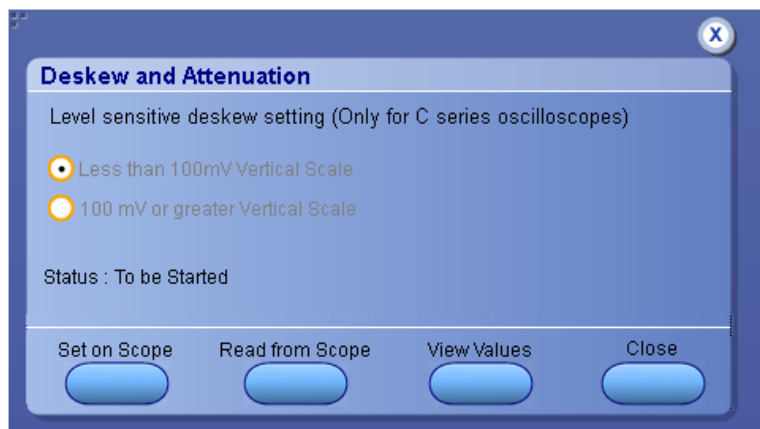 X
Deskew and Attenuation
Level sensitive deskew setting (Only for C series oscilloscopes)
Less than 100mV Vertical Scale
100 mV or greater Vertical Scale
Status : To be Started
Set on Scope Read from Scope View Values Close